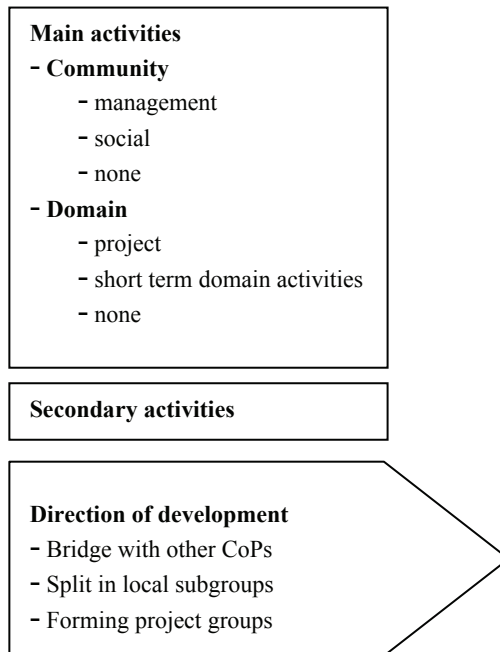 Main activities
- Community
- management
- social
- none
- Domain
- project
- short term domain activities
- none
Secondary activities
Direction of development
- Bridge with other CoPs
- Split in local subgroups
- Forming project groups